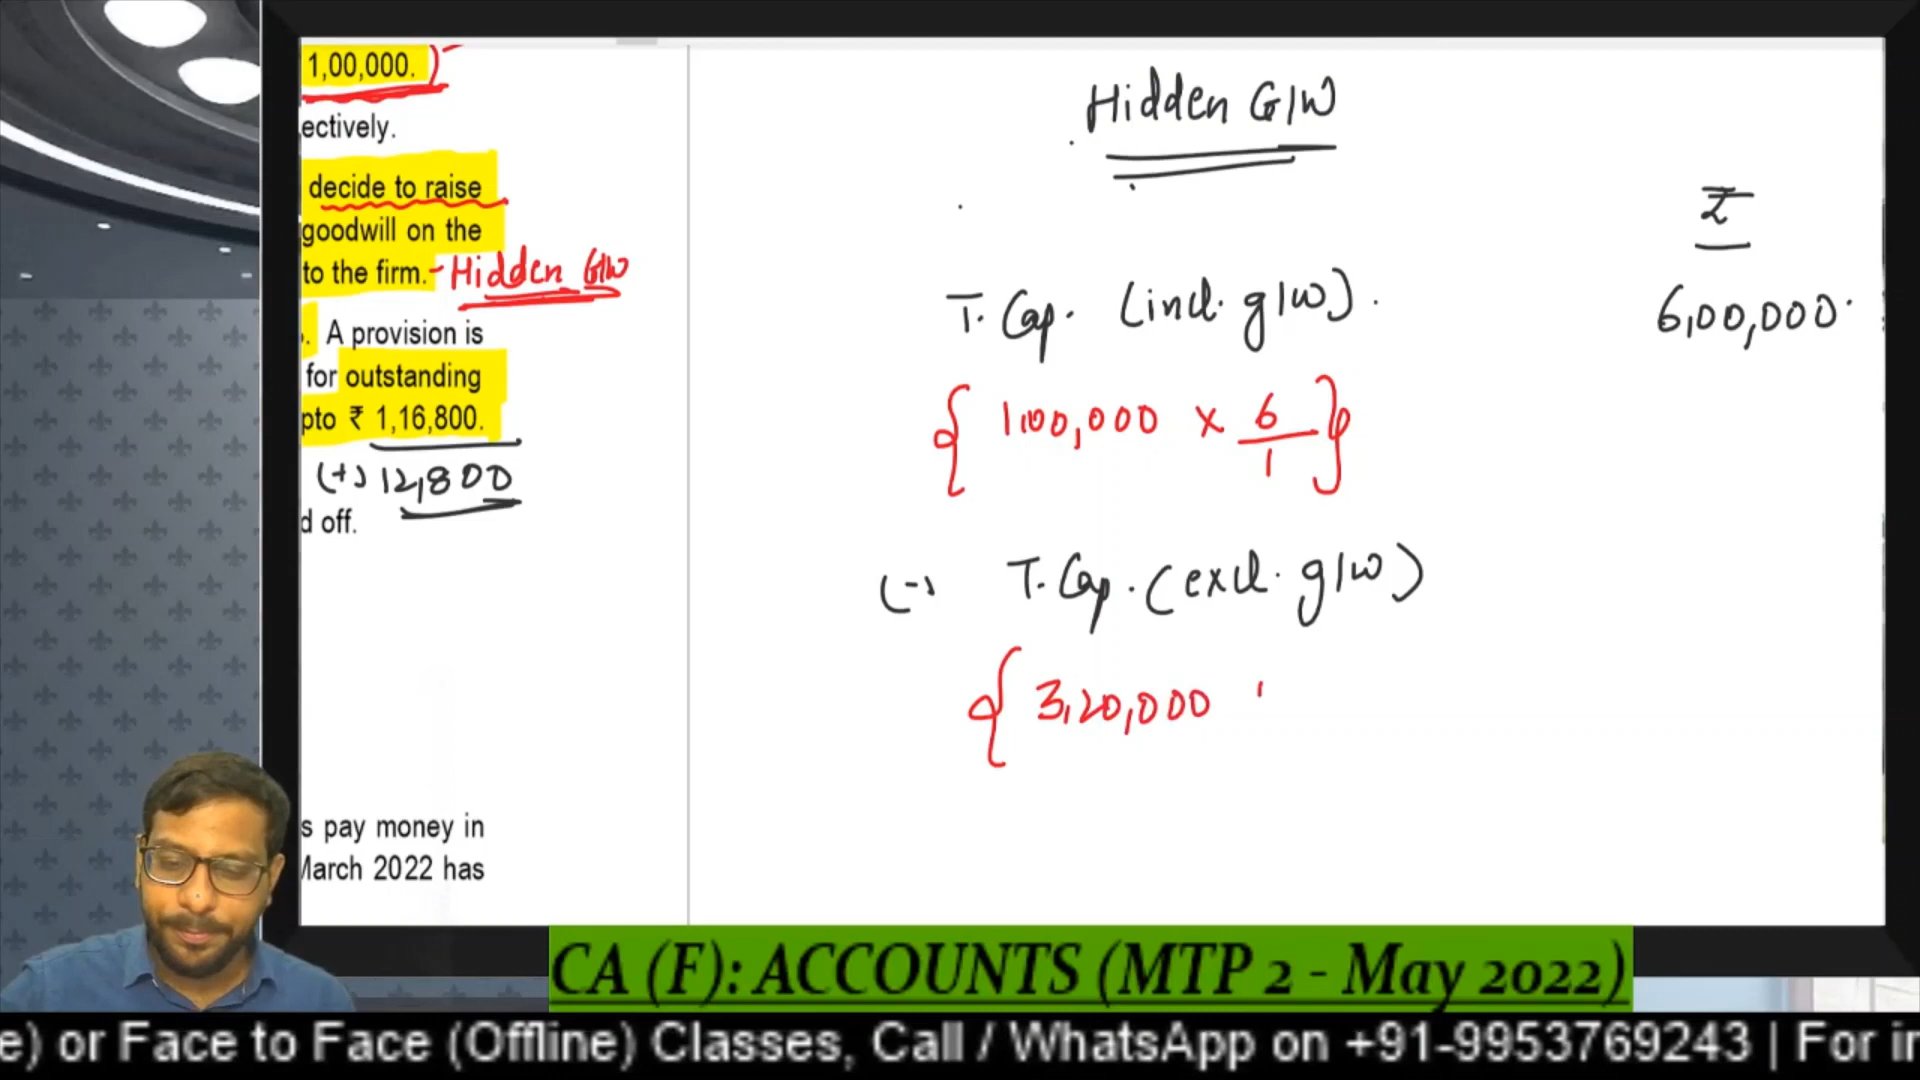 1,00,000.
ectively.
decide to raise
goodwill on the
to the firm. - Hidden G/W
. A provision is
for outstanding
pto ₹ 1,16,800.
(+) 12,800
d off.
s pay money in
March 2022 has
Hidden G/W
₹
T. Cap. (incl. g/w). 6,00,000
{ 1,00,000 x 6/1 }
(-) T. Cap. (excl. g/w)
{ 3,20,000
CA (F): ACCOUNTS (MTP 2 - May 2022)
e) or Face to Face (Offline) Classes, Call / WhatsApp on +91-9953769243 | For in